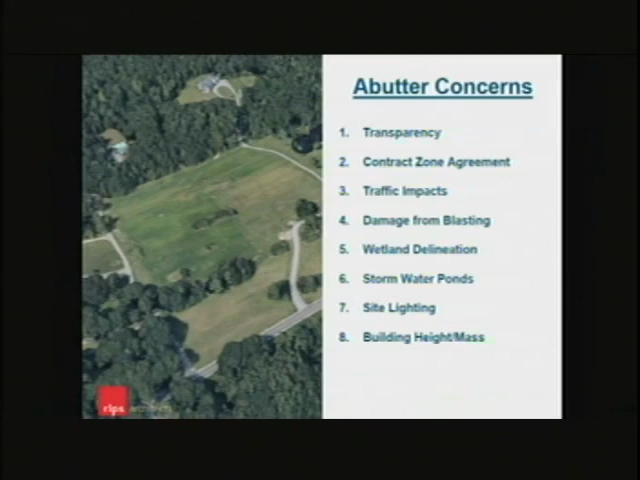 Abutter Concerns
1. Transparency
2. Contract Zone Agreement
3. Traffic Impacts
4. Damage from Blasting
5. Wetland Delineation
6. Storm Water Ponds
7. Site Lighting
8. Building Height/Mass
rlps